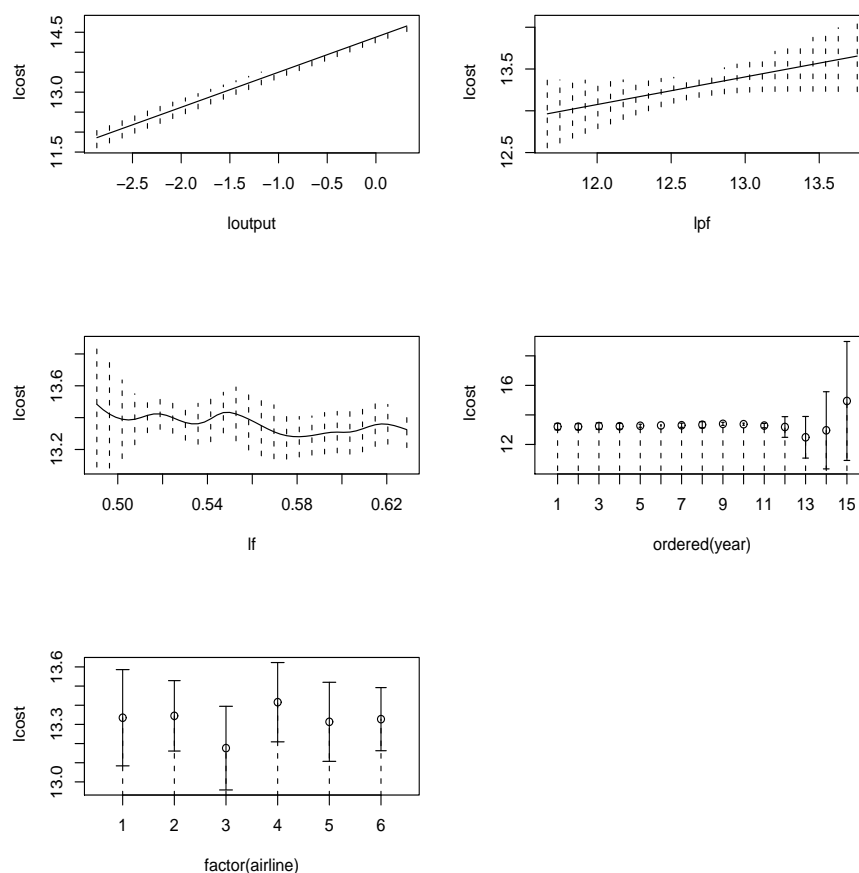 lcost
14.5
13.0
11.5
−2.5 −2.0 −1.5 −1.0 −0.5 0.0
loutput
lcost
13.5
12.5
12.0 12.5 13.0 13.5
lpf
lcost
13.6
13.2
0.50 0.54 0.58 0.62
lf
lcost
16
12
1 3 5 7 9 11 13 15
ordered(year)
lcost
13.6
13.3
13.0
1 2 3 4 5 6
factor(airline)